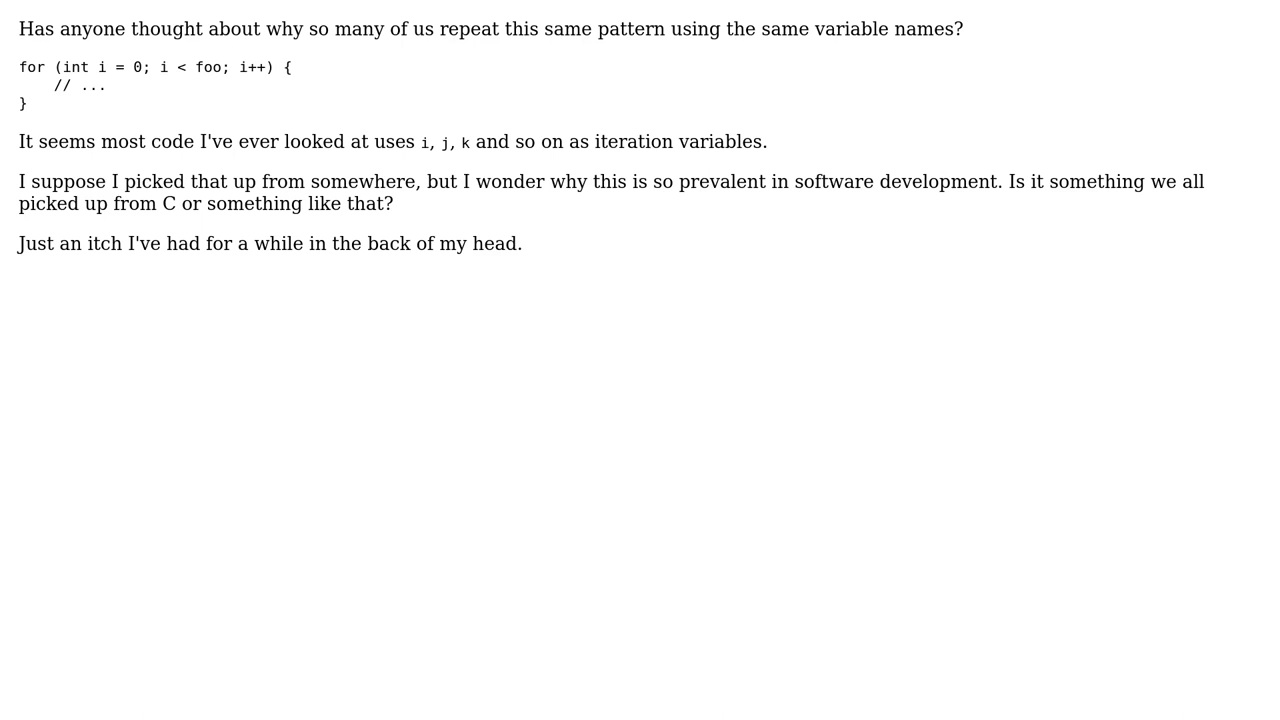 Has anyone thought about why so many of us repeat this same pattern using the same variable names?
for (int i = 0; i < foo; i++) {
    // ...
}
It seems most code I've ever looked at uses i, j, k and so on as iteration variables.
I suppose I picked that up from somewhere, but I wonder why this is so prevalent in software development. Is it something we all
picked up from C or something like that?
Just an itch I've had for a while in the back of my head.